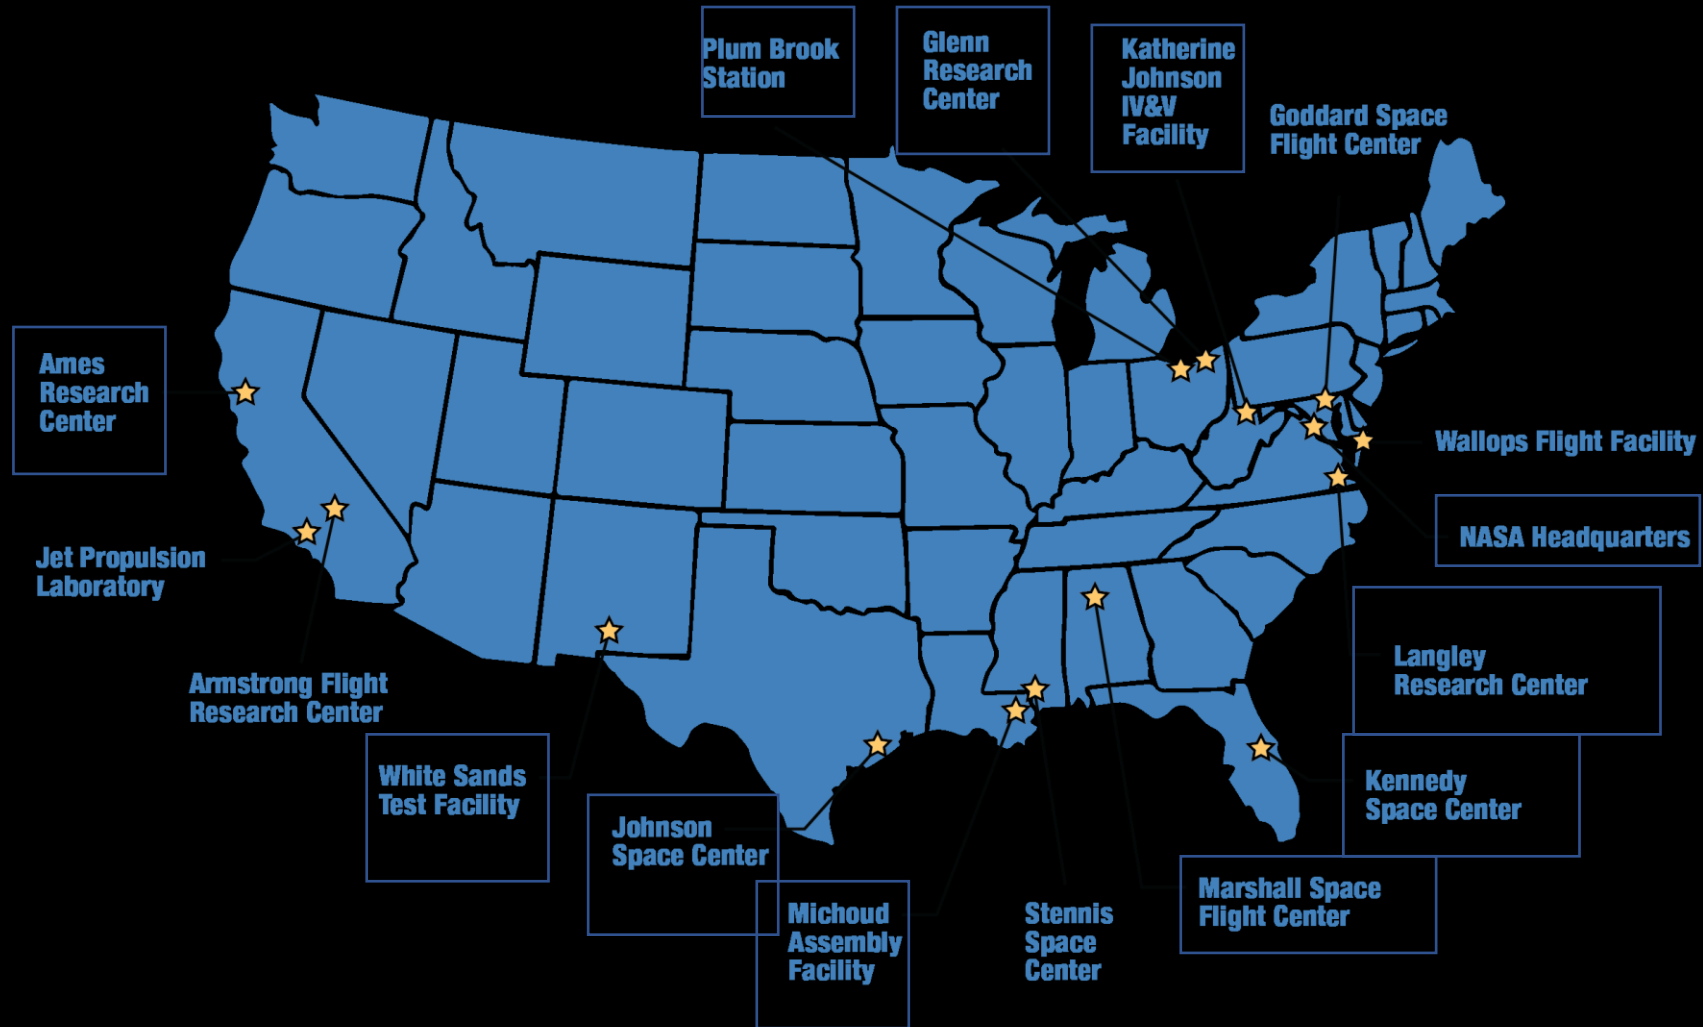 Plum Brook
Station
Glenn
Research
Center
Katherine
Johnson
IV&V
Facility
Goddard Space
Flight Center
Ames
Research
Center
Wallops Flight Facility
NASA Headquarters
Jet Propulsion
Laboratory
Langley
Research Center
Armstrong Flight
Research Center
White Sands
Test Facility
Kennedy
Space Center
Johnson
Space Center
Marshall Space
Flight Center
Michoud
Assembly
Facility
Stennis
Space
Center